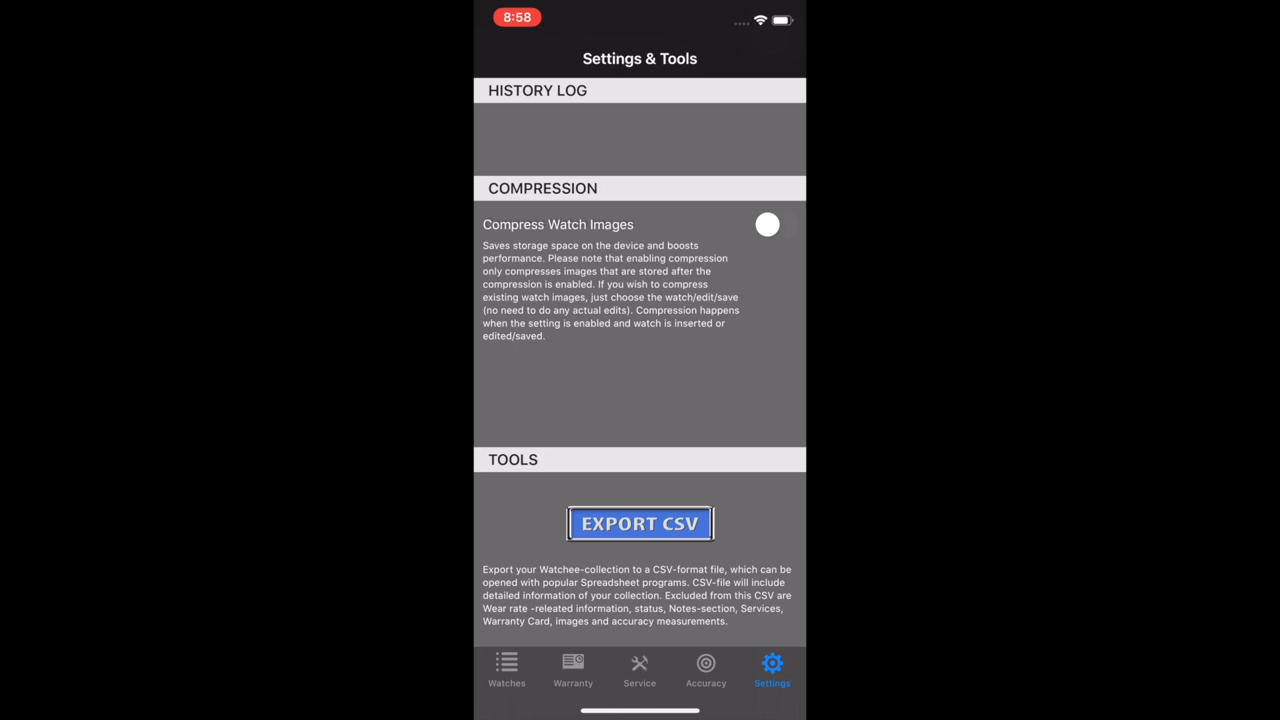 8:58
Settings & Tools
HISTORY LOG
COMPRESSION
Compress Watch Images
Saves storage space on the device and boosts
performance. Please note that enabling compression
only compresses images that are stored after the
compression is enabled. If you wish to compress
existing watch images, just choose the watch/edit/save
(no need to do any actual edits). Compression happens
when the setting is enabled and watch is inserted or
edited/saved.
TOOLS
EXPORT CSV
Export your Watchee-collection to a CSV-format file, which can be
opened with popular Spreadsheet programs. CSV-file will include
detailed information of your collection. Excluded from this CSV are
Wear rate -releated information, status, Notes-section, Services,
Warranty Card, images and accuracy measurements.
Watches
Warranty
Service
Accuracy
Settings